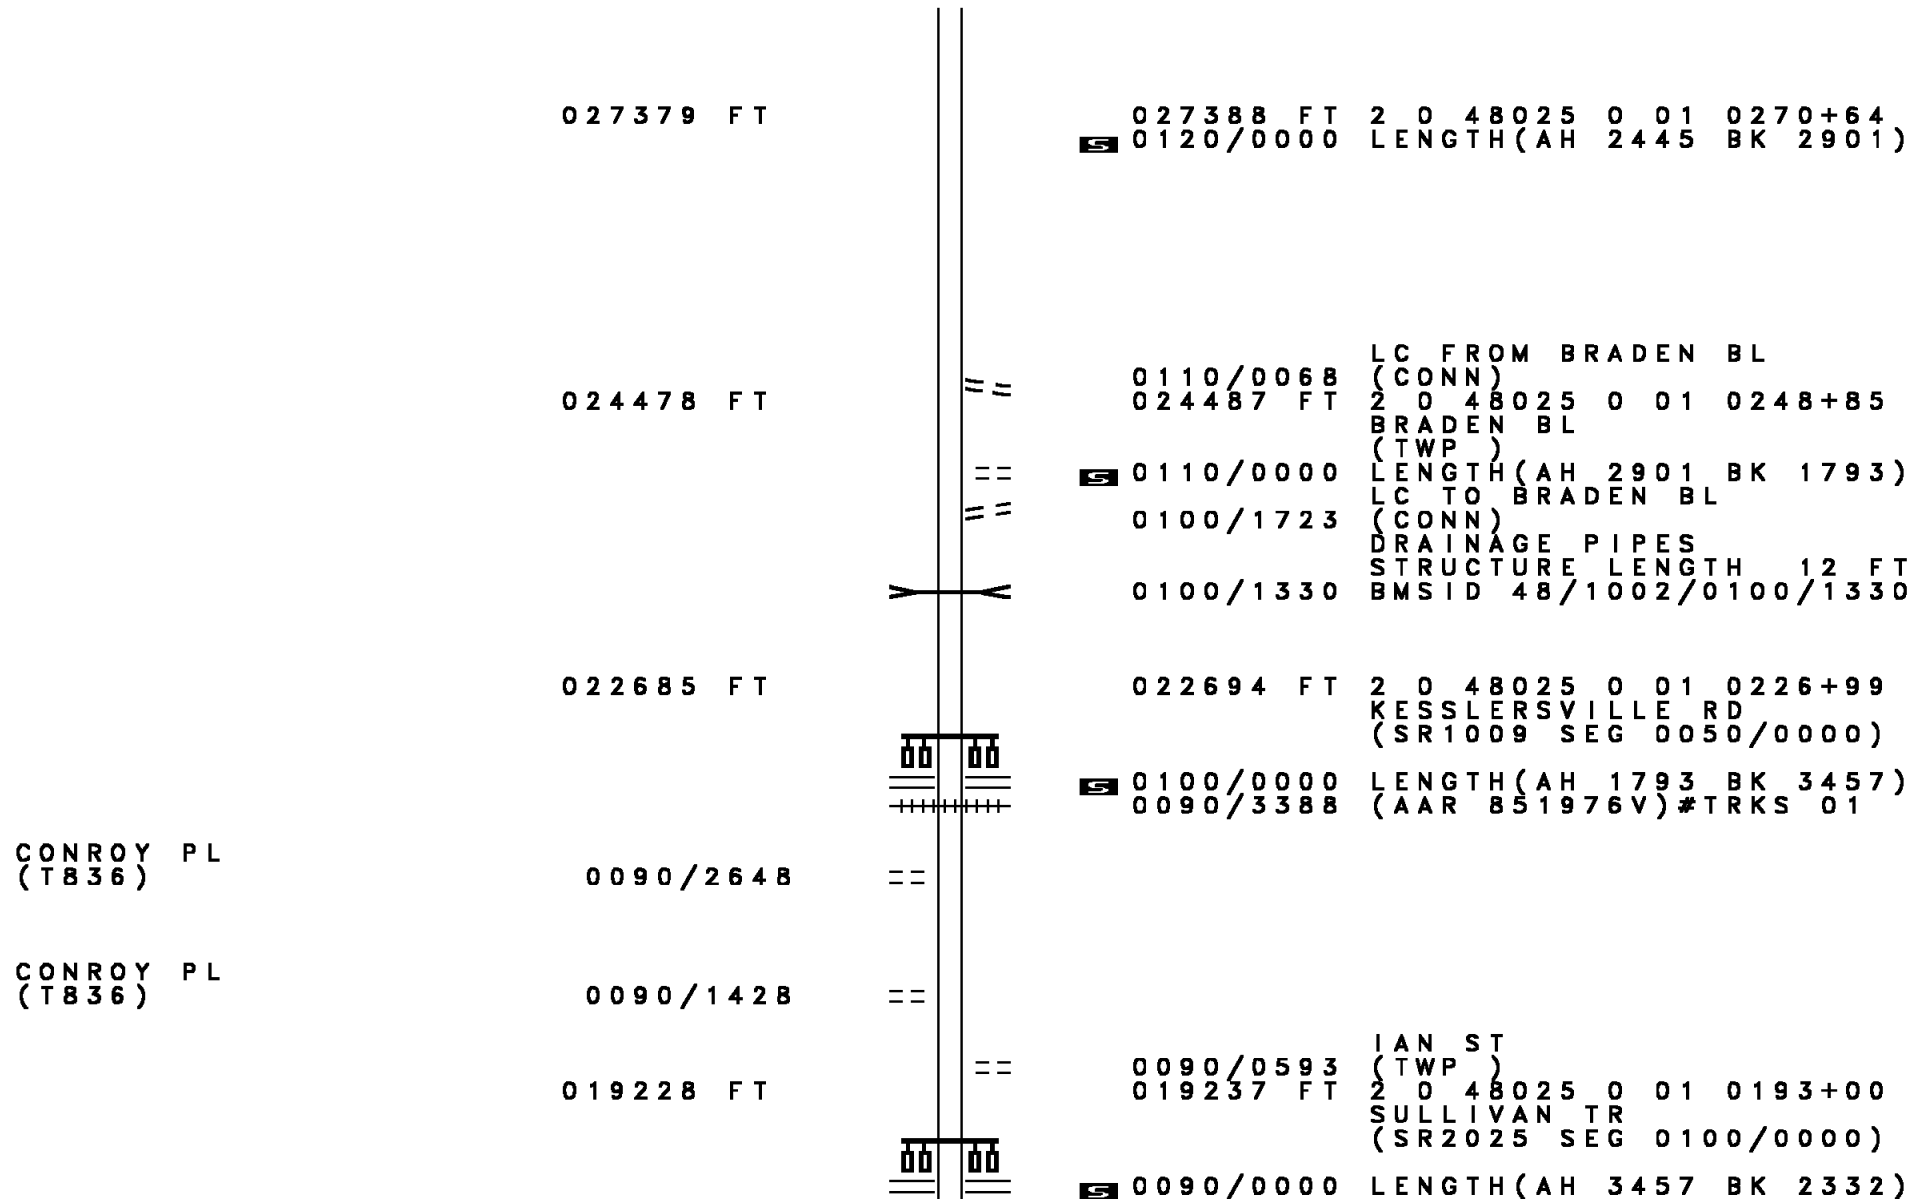 027379 FT 027388 FT 2 0 48025 0 01 0270+64
S 0120/0000 LENGTH(AH 2445 BK 2901)
LC FROM BRADEN BL
0110/0068 (CONN)
024478 FT 024487 FT 2 0 48025 0 01 0248+85
BRADEN BL
(TWP )
S 0110/0000 LENGTH(AH 2901 BK 1793)
LC TO BRADEN BL
0100/1723 (CONN)
DRAINAGE PIPES
STRUCTURE LENGTH 12 FT
0100/1330 BMSID 48/1002/0100/1330
022685 FT 022694 FT 2 0 48025 0 01 0226+99
KESSLERSVILLE RD
(SR1009 SEG 0050/0000)
S 0100/0000 LENGTH(AH 1793 BK 3457)
0090/3388 (AAR 851976V)#TRKS 01
CONROY PL
(T836) 0090/2648
CONROY PL
(T836) 0090/1428
IAN ST
0090/0593 (TWP )
019228 FT 019237 FT 2 0 48025 0 01 0193+00
SULLIVAN TR
(SR2025 SEG 0100/0000)
S 0090/0000 LENGTH(AH 3457 BK 2332)